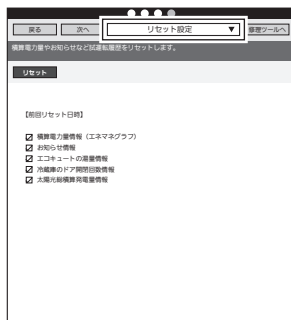 戻る
次へ
リセット設定 ▼
修理ツールへ
積算電力量やお知らせなど試運転履歴をリセットします。
リセット
【前回リセット日時】
☑ 積算電力量情報（エネマネグラフ）
☑ お知らせ情報
☑ エコキュートの湯量情報
☑ 冷蔵庫のドア開閉回数情報
☑ 太陽光総積算発電量情報